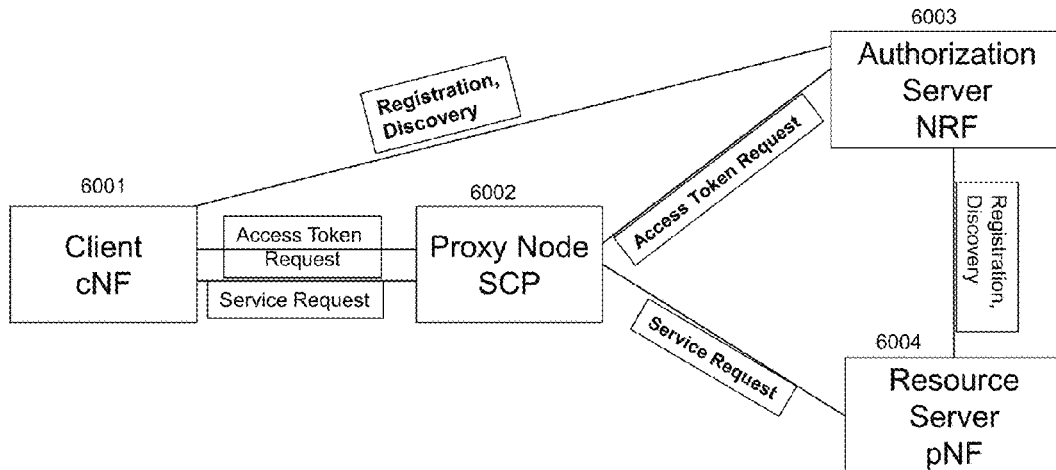 6003
Authorization
Server
NRF
Registration,
Discovery
Access Token Request
6001
Client
cNF
Access Token
Request
Service Request
6002
Proxy Node
SCP
Registration,
Discovery
Service Request
6004
Resource
Server
pNF